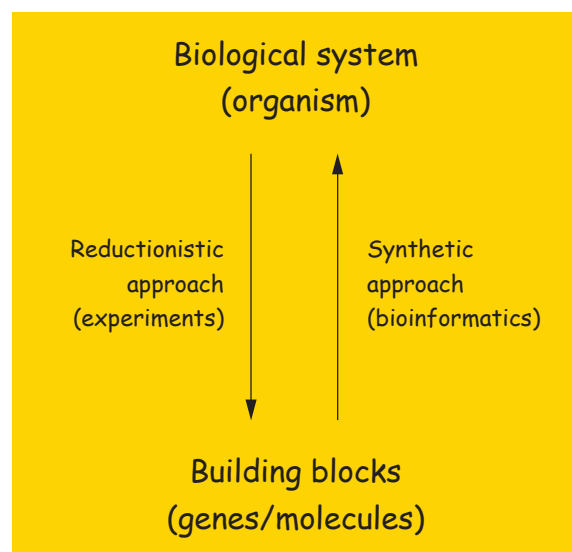 Biological system
(organism)
Reductionistic
approach
(experiments)
Synthetic
approach
(bioinformatics)
Building blocks
(genes/molecules)